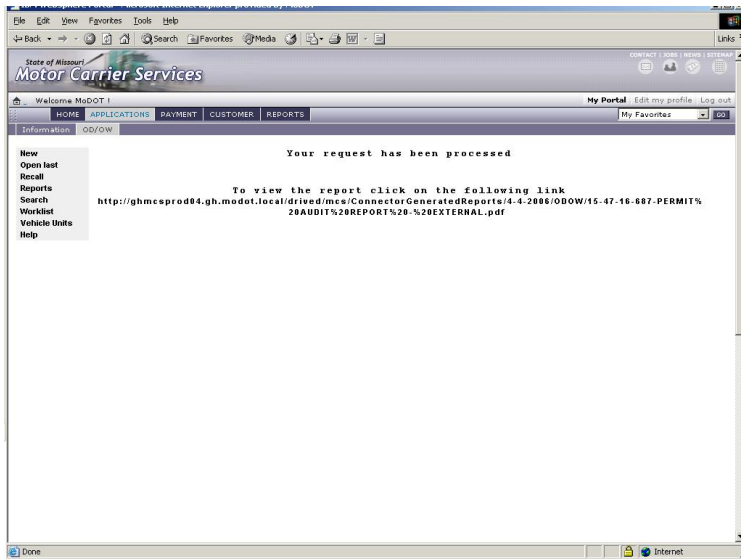 File Edit View Favorites Tools Help
Back Search Favorites Media Links
State of Missouri
Motor Carrier Services
CONTACT | JOBS | NEWS | SITEMAP
Welcome MoDOT ! My Portal Edit my profile Log out
HOME APPLICATIONS PAYMENT CUSTOMER REPORTS My Favorites GO
Information OD/OW
New
Open last
Recall
Reports
Search
Worklist
Vehicle Units
Help
Your request has been processed
To view the report click on the following link
http://ghmcsprod04.gh.modot.local/drived/mcs/ConnectorGeneratedReports/4-4-2006/ODOW/15-47-16-687-PERMIT%
20AUDIT%20REPORT%20-%20EXTERNAL.pdf
Done Internet